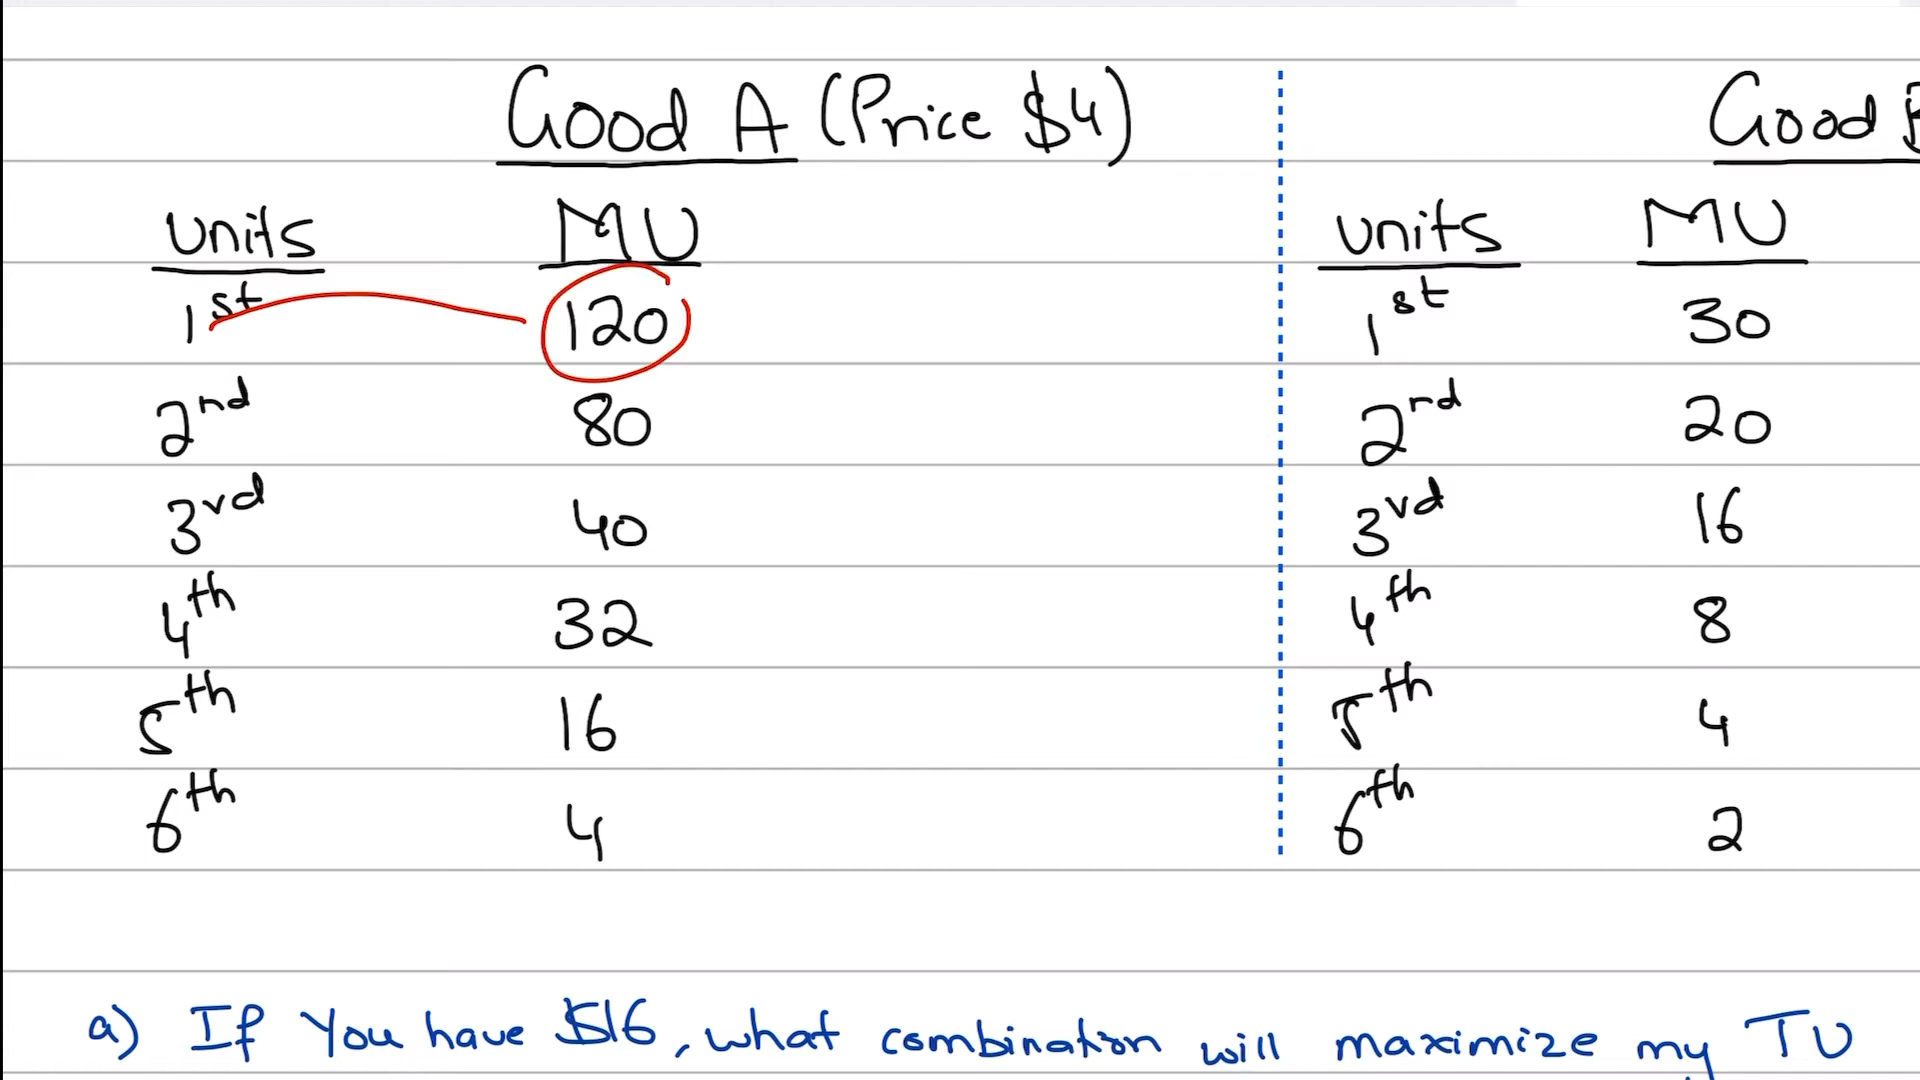 Good A (Price $4)
Good
units MU units MU
1st 120 1st 30
2nd 80 2nd 20
3rd 40 3rd 16
4th 32 4th 8
5th 16 5th 4
6th 4 6th 2
a) If You have $16, what combination will maximize my TU